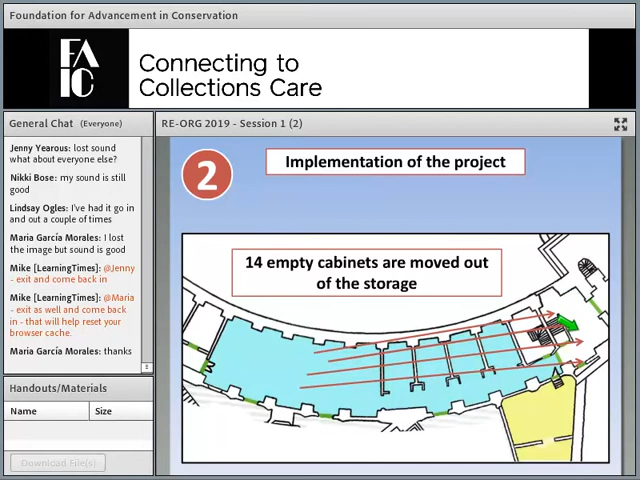 Foundation for Advancement in Conservation
FA
IC
Connecting to
Collections Care
General Chat (Everyone)
Jenny Yearous: lost sound
what about everyone else?
Nikki Bose: my sound is still
good
Lindsay Ogles: I've had it go in
and out a couple of times
Maria García Morales: I lost
the image but sound is good
Mike [LearningTimes]: @Jenny
- exit and come back in
Mike [LearningTimes]: @Maria
- exit as well and come back
in - that will help reset your
browser cache.
Maria García Morales: thanks
Handouts/Materials
Name Size
Download File(s)
RE-ORG 2019 - Session 1 (2)
2
Implementation of the project
14 empty cabinets are moved out
of the storage